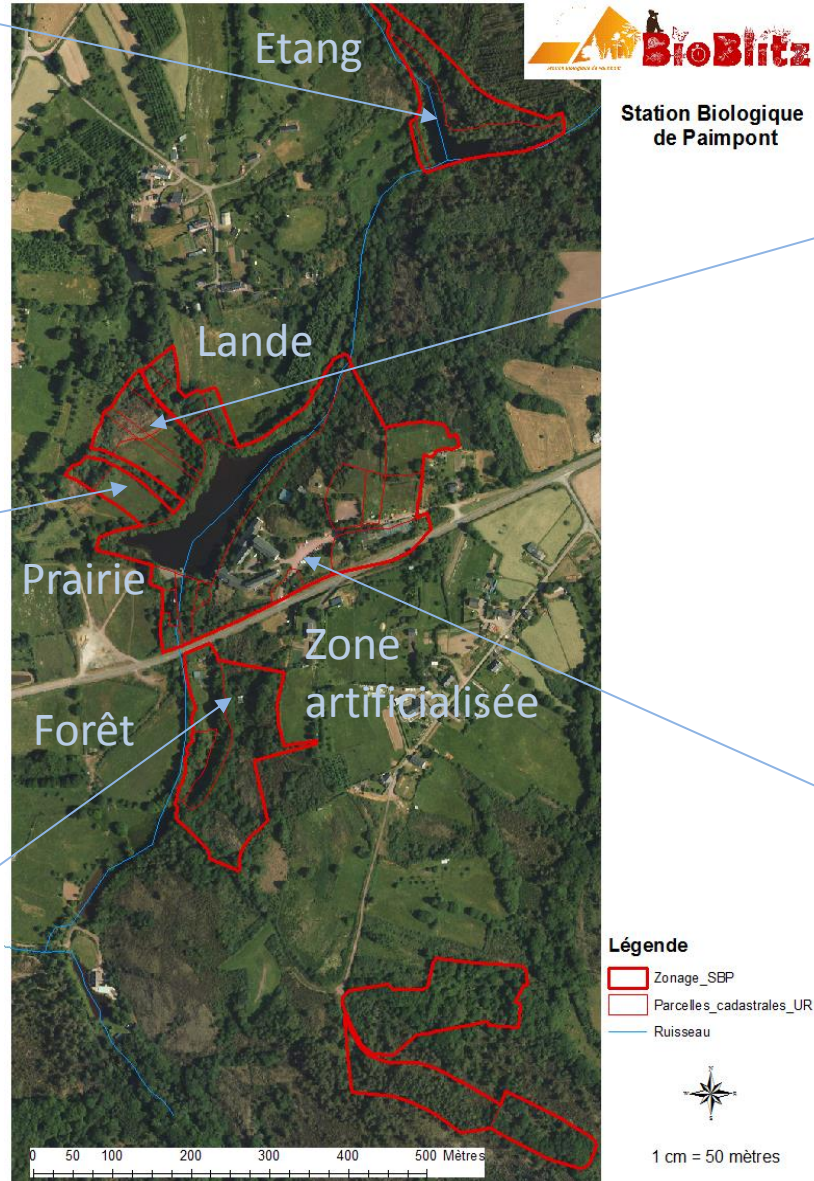 Etang
BioBlitz
Station Biologique
de Paimpont
Lande
Prairie
Zone
artificialisée
Forêt
Légende
Zonage_SBP
Parcelles_cadastrales_UR
Ruisseau
0 50 100 200 300 400 500 Mètres
1 cm = 50 mètres